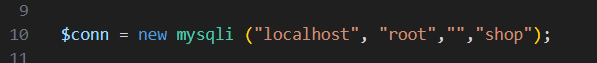 9
10 $conn = new mysqli ("localhost", "root","","shop");
11